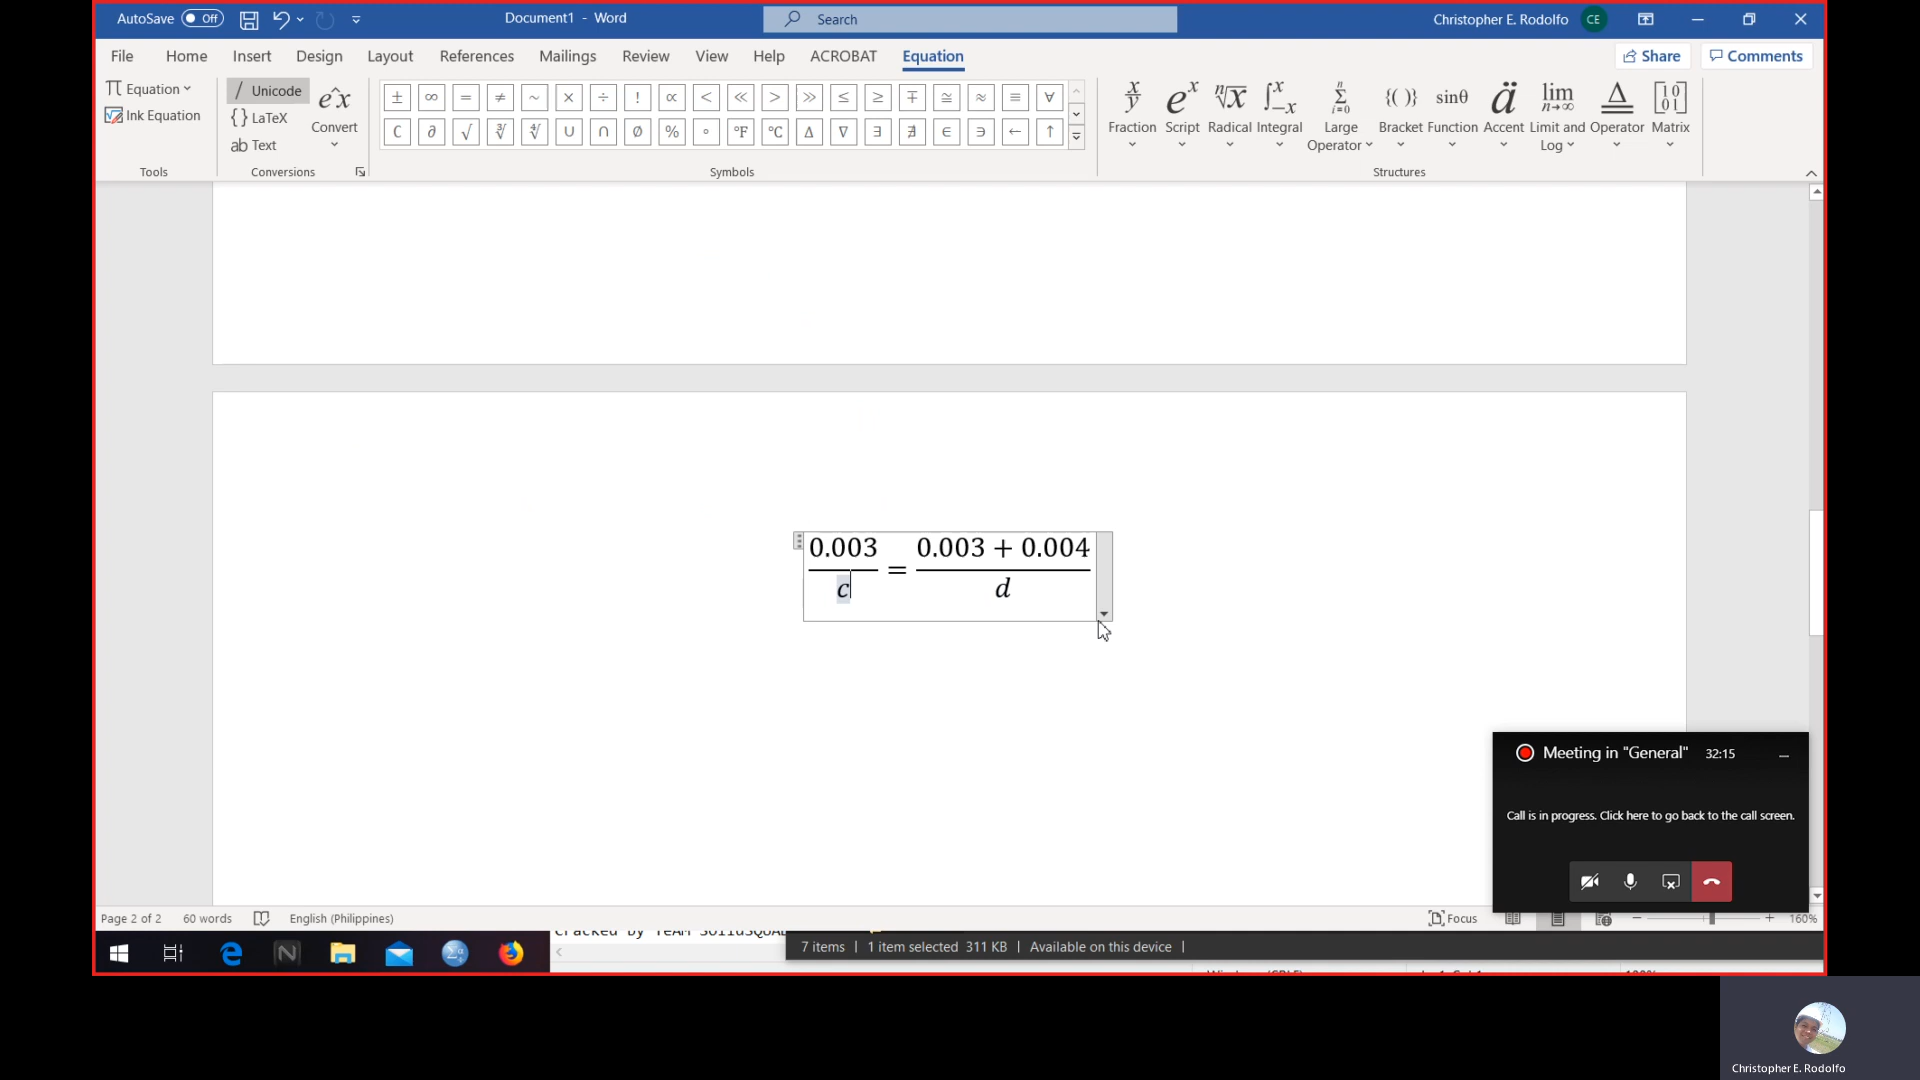 AutoSave Off Document1 - Word Search Christopher E. Rodolfo CE
File Home Insert Design Layout References Mailings View Help ACROBAT Equation Share Comments
π Equation
Ink Equation
Tools
/ Unicode
{} LaTeX
ab Text
eˣ Convert
Conversions
± ∞ = ≠ ~ × ÷ ! ∝ < ≪ > ≫ ≤ ≥ ∓ ≅ ≈ ≡ ∀
∁ ∂ √ ∛ ∜ ∪ ∩ ∅ % ° °F °C ∆ ∇ ∃ ∄ ∈ ∋ ← ↑
Symbols
Fraction Script Radical Integral Large Operator Bracket Function Accent Limit and Log Operator Matrix
Structures
0.003/c = (0.003 + 0.004)/d
Meeting in "General" 32:15
Call is in progress. Click here to go back to the call screen.
Page 2 of 2 60 words English (Philippines) Focus 160%
7 items 1 item selected 311 KB Available on this device
Christopher E. Rodolfo